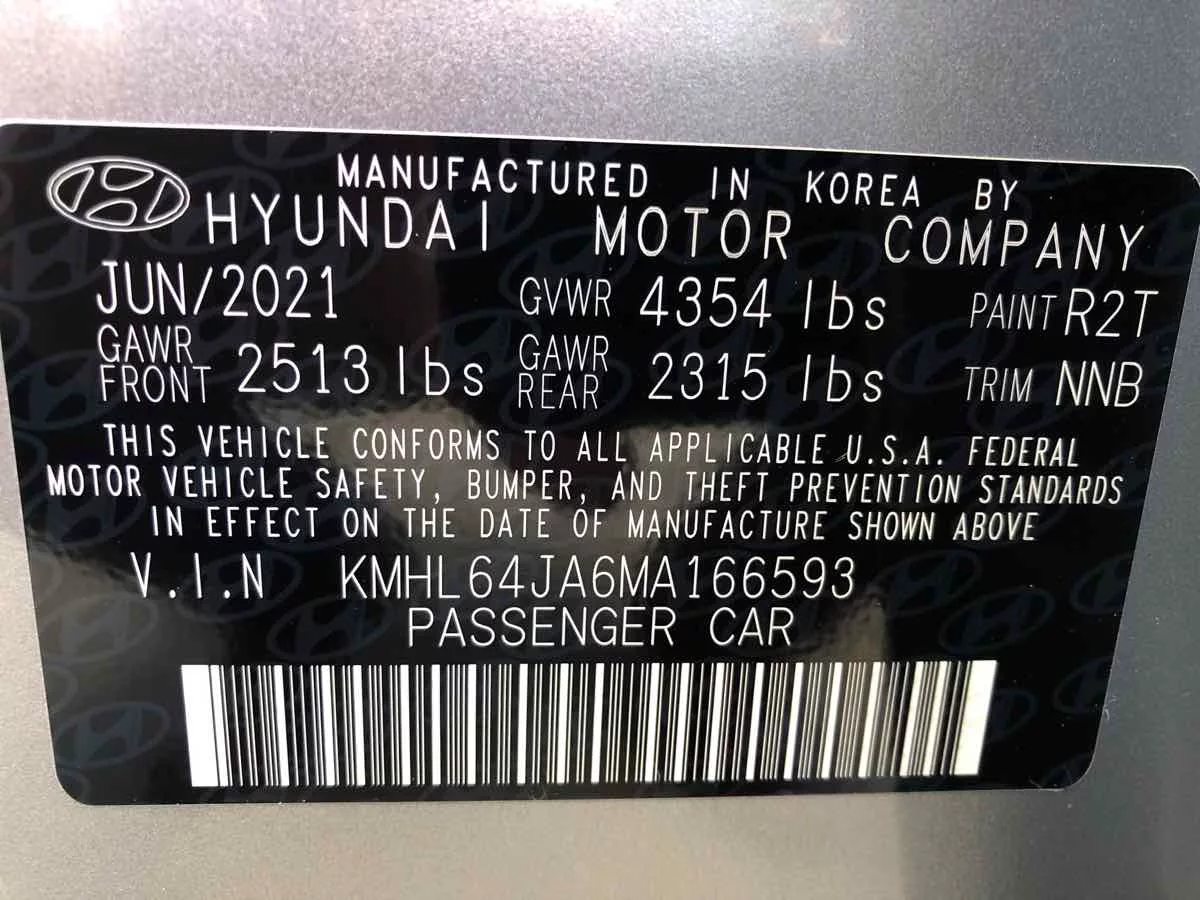 MANUFACTURED IN KOREA BY
HYUNDAI MOTOR COMPANY
JUN/2021 GVWR 4354 lbs PAINT R2T
GAWR FRONT 2513 lbs GAWR REAR 2315 lbs TRIM NNB
THIS VEHICLE CONFORMS TO ALL APPLICABLE U.S.A. FEDERAL
MOTOR VEHICLE SAFETY, BUMPER, AND THEFT PREVENTION STANDARDS
IN EFFECT ON THE DATE OF MANUFACTURE SHOWN ABOVE
V.I.N KMHL64JA6MA166593
PASSENGER CAR